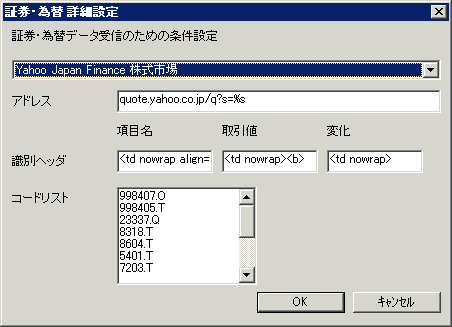 証券・為替 詳細設定
証券・為替データ受信のための条件設定
Yahoo Japan Finance 株式市場
アドレス
quote.yahoo.co.jp/q?s=%s
項目名 取引値 変化
識別ヘッダ <td nowrap align= <td nowrap><b> <td nowrap>
コードリスト
998407.O
998405.T
23337.Q
8318.T
8604.T
5401.T
7203.T
OK キャンセル